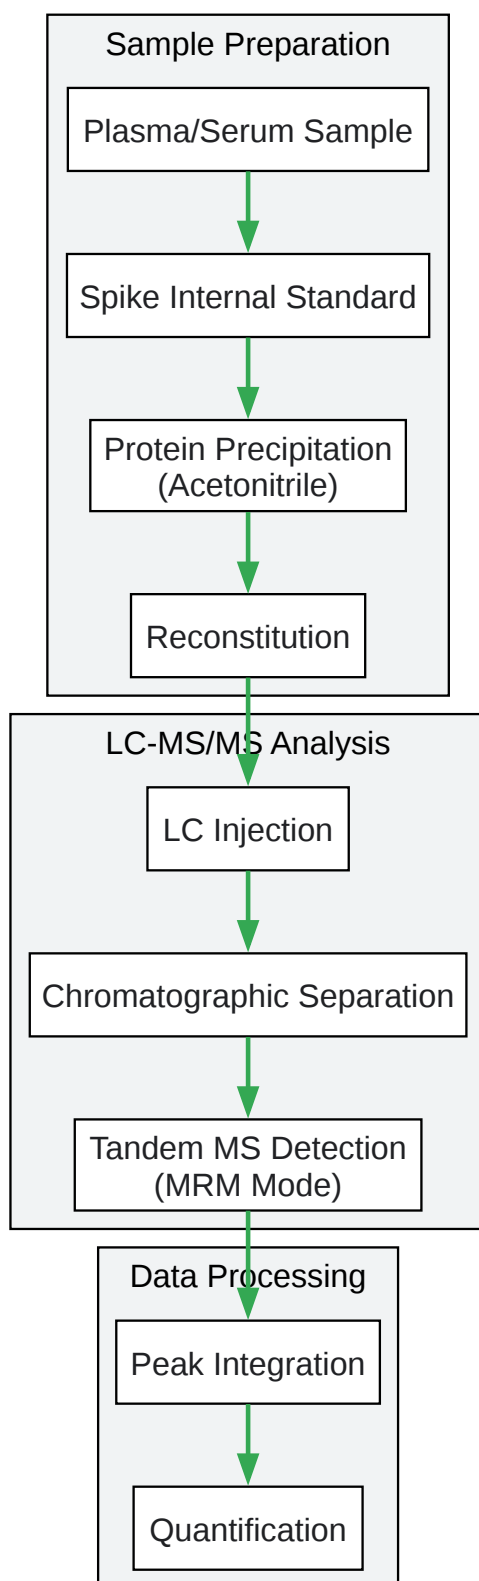 Sample Preparation
Plasma/Serum Sample
Spike Internal Standard
Protein Precipitation
(Acetonitrile)
Reconstitution
LC-MS/MS Analysis
LC Injection
Chromatographic Separation
Tandem MS Detection
(MRM Mode)
Data Processing
Peak Integration
Quantification